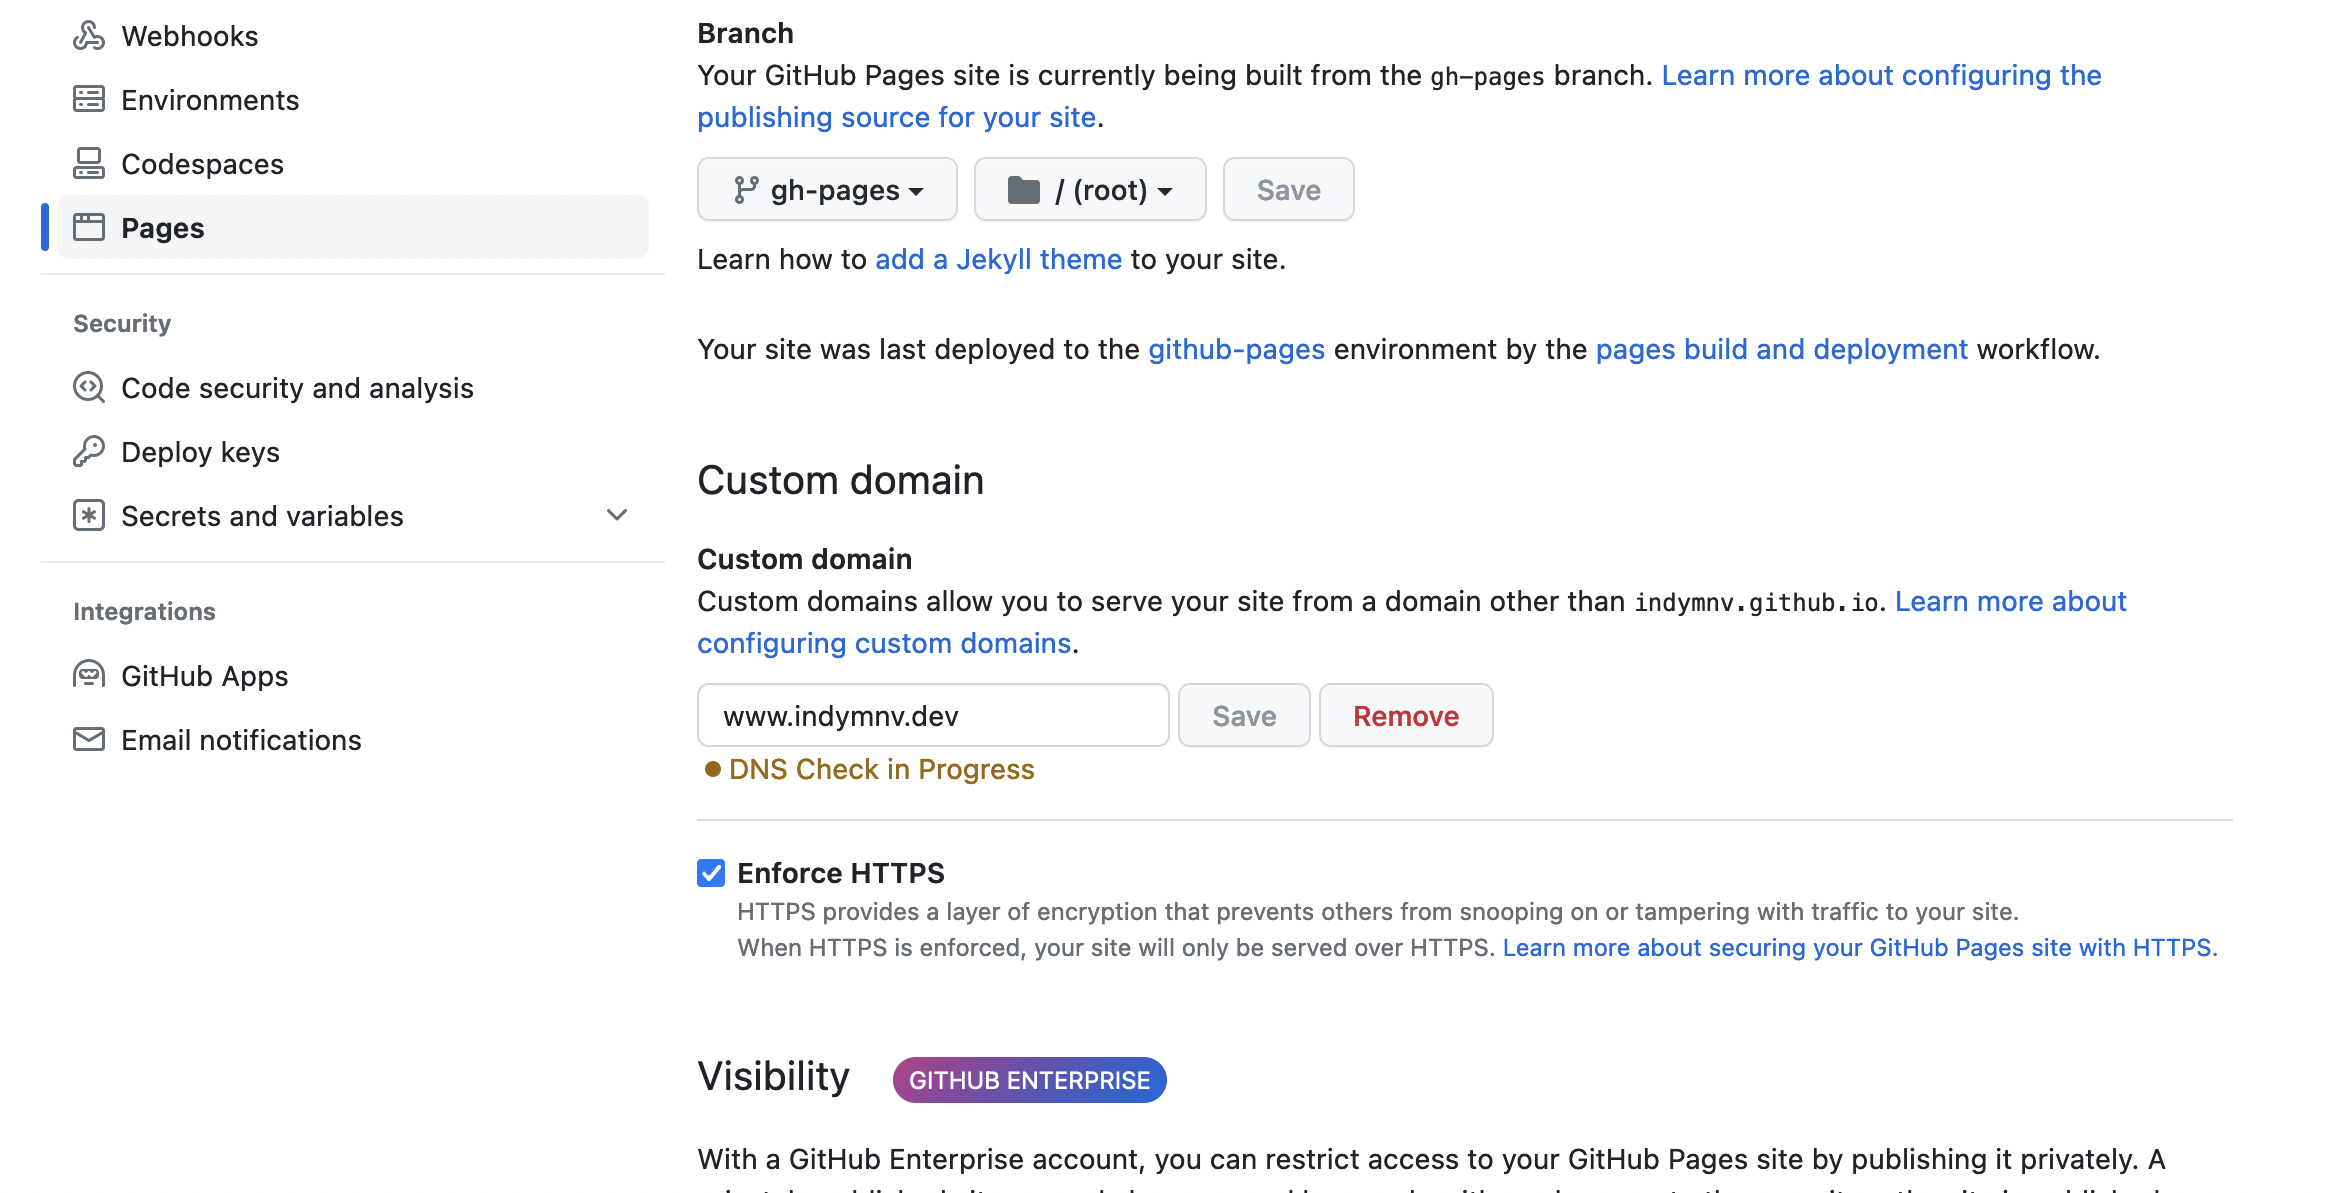 Webhooks
Environments
Codespaces
Pages
Security
Code security and analysis
Deploy keys
Secrets and variables
Integrations
GitHub Apps
Email notifications
Branch
Your GitHub Pages site is currently being built from the gh-pages branch. Learn more about configuring the
publishing source for your site.
gh-pages / (root) Save
Learn how to add a Jekyll theme to your site.
Your site was last deployed to the github-pages environment by the pages build and deployment workflow.
Custom domain
Custom domain
Custom domains allow you to serve your site from a domain other than indymnv.github.io. Learn more about
configuring custom domains.
www.indymnv.dev Save Remove
DNS Check in Progress
Enforce HTTPS
HTTPS provides a layer of encryption that prevents others from snooping on or tampering with traffic to your site.
When HTTPS is enforced, your site will only be served over HTTPS. Learn more about securing your GitHub Pages site with HTTPS.
Visibility GITHUB ENTERPRISE
With a GitHub Enterprise account, you can restrict access to your GitHub Pages site by publishing it privately. A